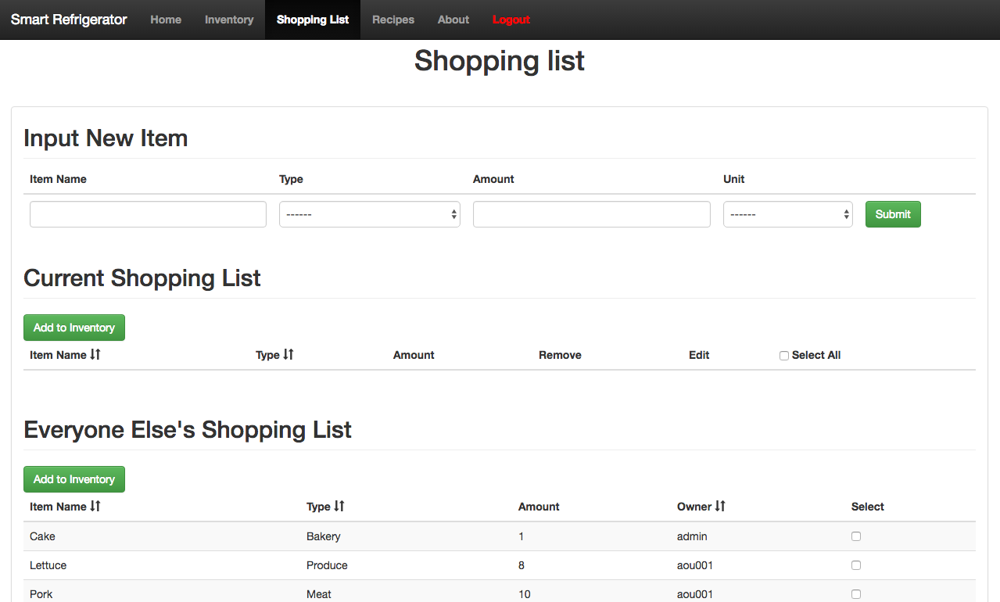 Smart Refrigerator Home Inventory Shopping List Recipes About Logout
Shopping list
Input New Item
Item Name Type Amount Unit
------ ------ Submit
Current Shopping List
Add to Inventory
Item Name Type Amount Remove Edit Select All
Everyone Else's Shopping List
Add to Inventory
Item Name Type Amount Owner Select
Cake Bakery 1 admin
Lettuce Produce 8 aou001
Pork Meat 10 aou001